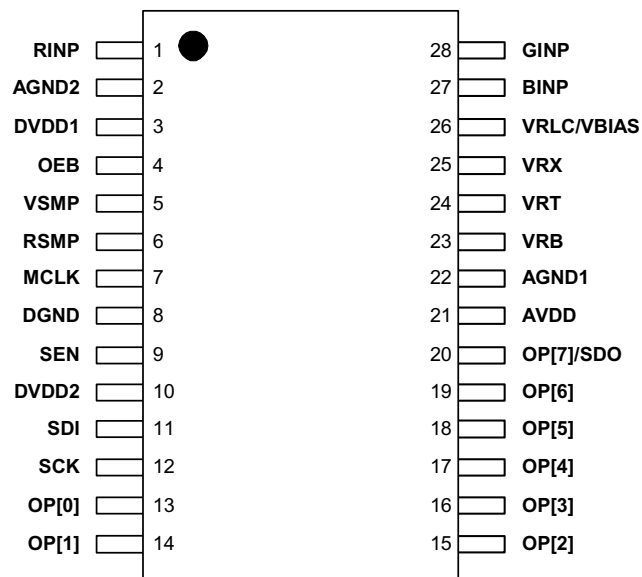 RINP 1 28 GINP
AGND2 2 27 BINP
DVDD1 3 26 VRLC/VBIAS
OEB 4 25 VRX
VSMP 5 24 VRT
RSMP 6 23 VRB
MCLK 7 22 AGND1
DGND 8 21 AVDD
SEN 9 20 OP[7]/SDO
DVDD2 10 19 OP[6]
SDI 11 18 OP[5]
SCK 12 17 OP[4]
OP[0] 13 16 OP[3]
OP[1] 14 15 OP[2]